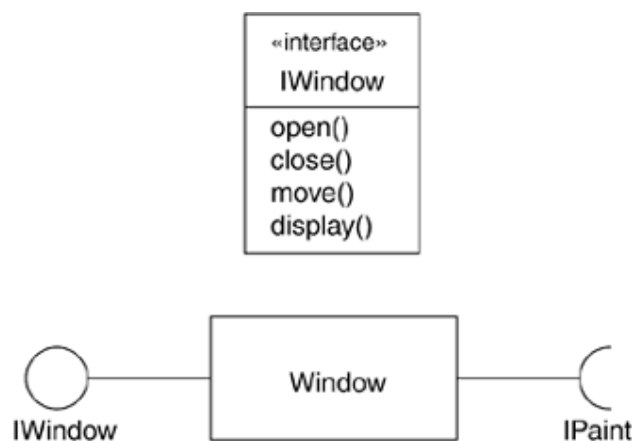 «interface»
IWindow
open()
close()
move()
display()
Window
IWindow
IPaint